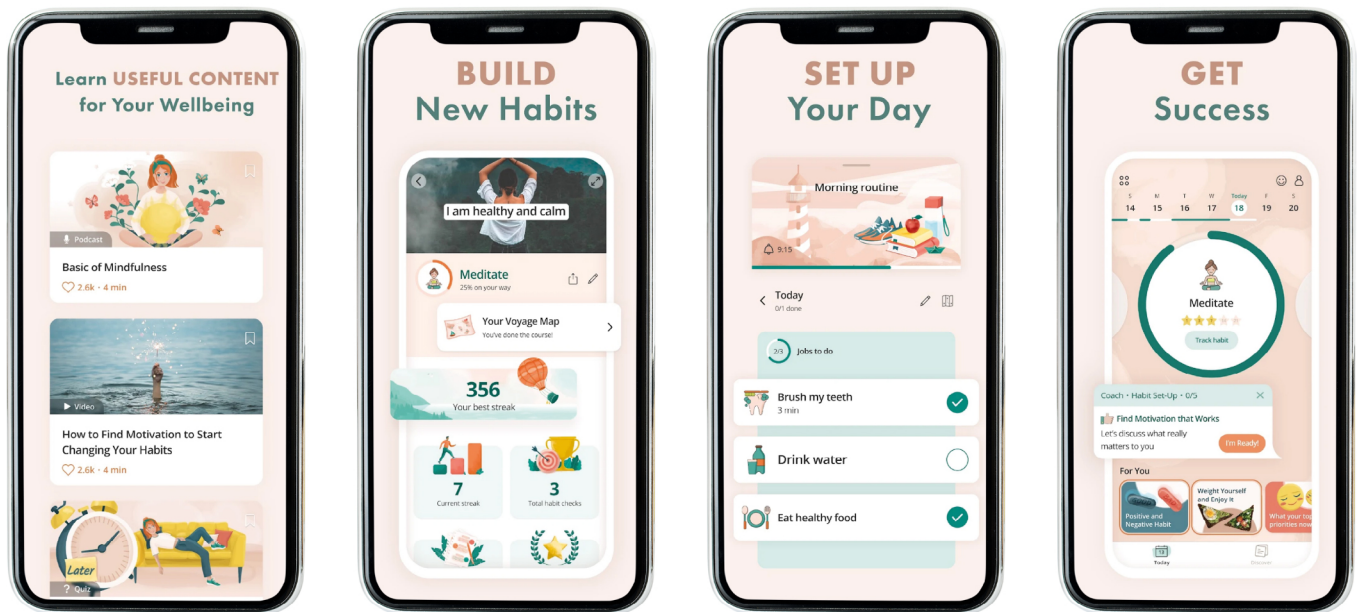 Learn USEFUL CONTENT
for Your Wellbeing
Podcast
Basic of Mindfulness
2.6k · 4 min
Video
How to Find Motivation to Start
Changing Your Habits
2.6k · 4 min
Later
? Quiz
BUILD
New Habits
I am healthy and calm
Meditate
25% on your way
Your Voyage Map
You've done the course!
356
Your best streak
7
Current streak
3
Total habit checks
SET UP
Your Day
Morning routine
9:15
Today
0/1 done
2/3 Jobs to do
Brush my teeth
3 min
Drink water
Eat healthy food
GET
Success
S M T W Today F S
14 15 16 17 18 19 20
Meditate
Track habit
Coach • Habit Set-Up • 0/5
Find Motivation that Works
Let's discuss what really
matters to you
I'm Ready!
For You
Positive and
Negative Habit
Weight Yourself
and Enjoy it
What your top
priorities now
Today
Discover